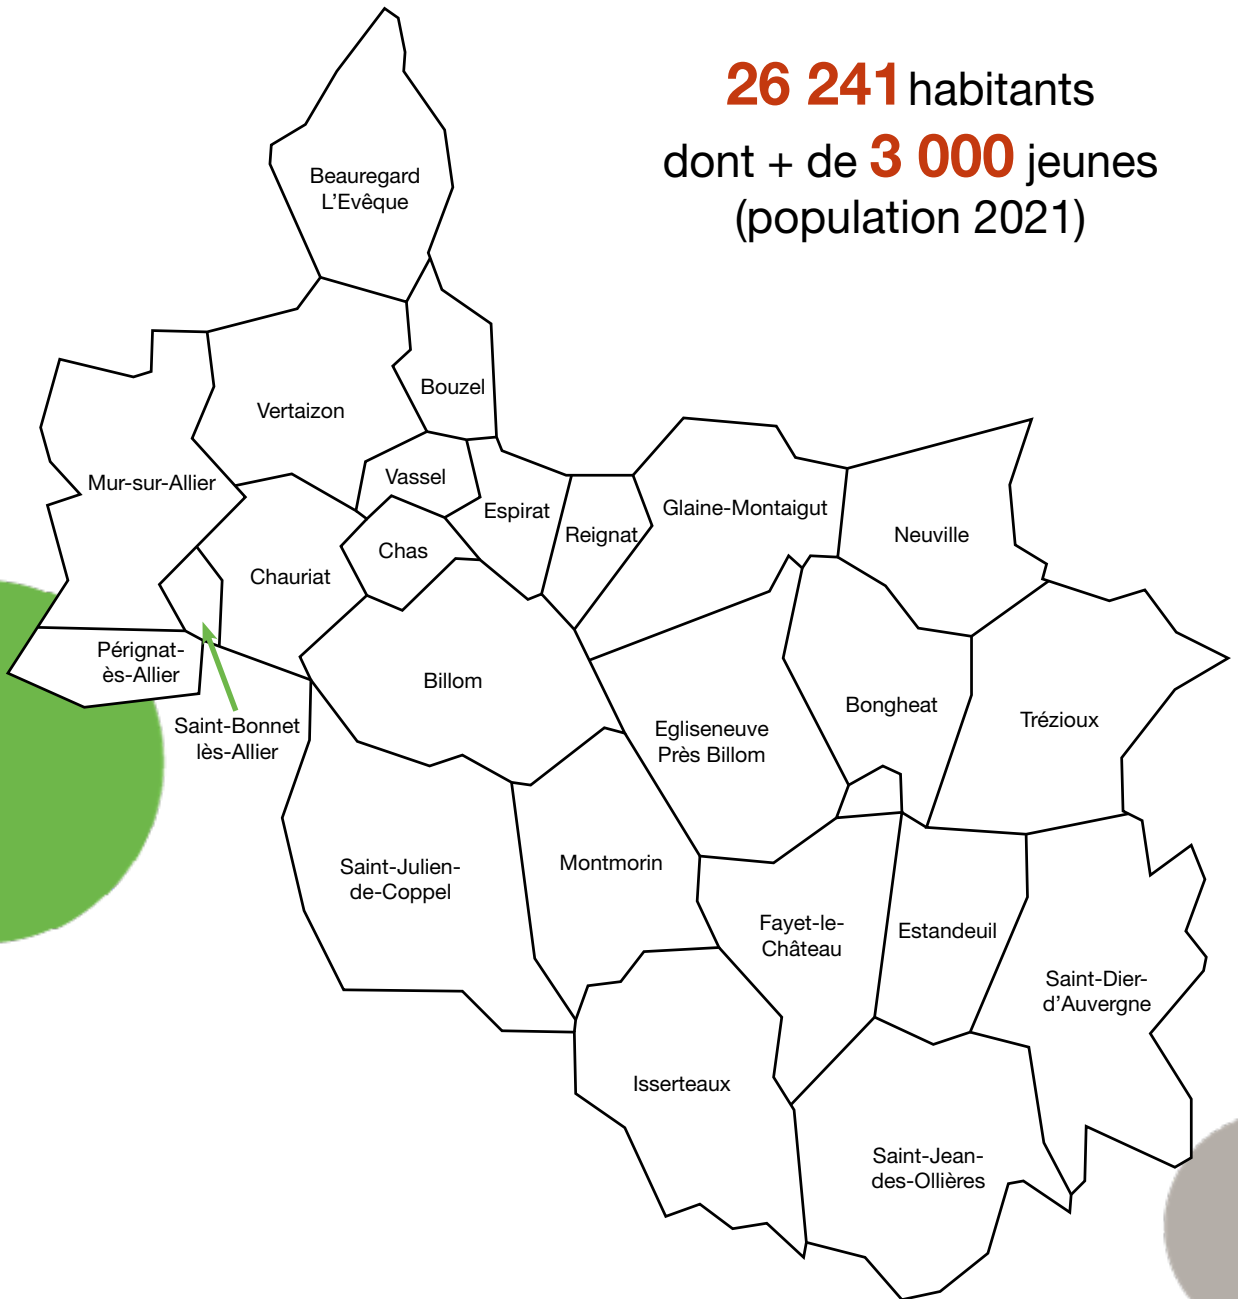 26 241 habitants
dont + de 3 000 jeunes
(population 2021)
Beauregard
L'Evêque
Bouzel
Vertaizon
Vassel
Mur-sur-Allier
Espirat
Glaine-Montaigut
Reignat
Neuville
Chas
Chauriat
Pérignat-
ès-Allier
Billom
Saint-Bonnet
lès-Allier
Egliseneuve
Près Billom
Bongheat
Trézioux
Saint-Julien-
de-Coppel
Montmorin
Fayet-le-
Château
Estandeuil
Saint-Dier-
d'Auvergne
Isserteaux
Saint-Jean-
des-Ollières